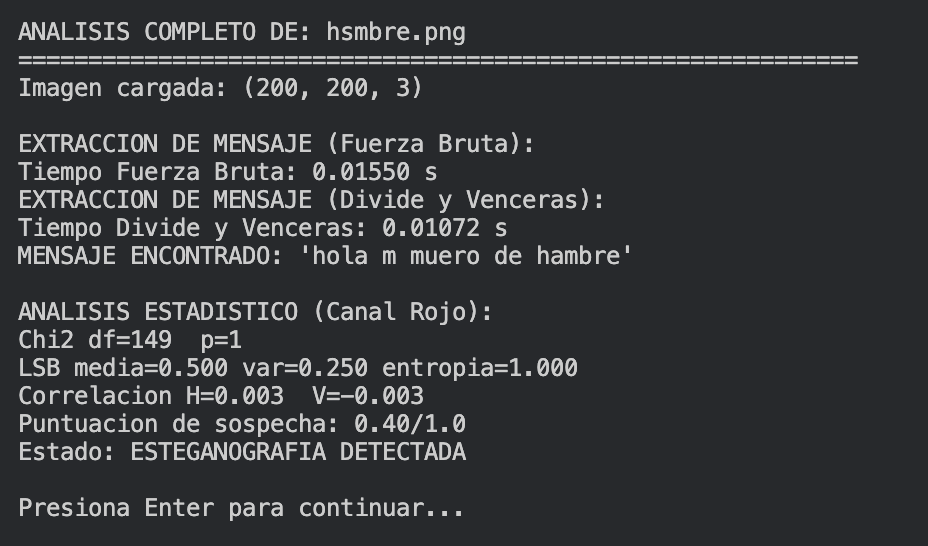 ANALISIS COMPLETO DE: hsmbre.png
============================================================
Imagen cargada: (200, 200, 3)
EXTRACCION DE MENSAJE (Fuerza Bruta):
Tiempo Fuerza Bruta: 0.01550 s
EXTRACCION DE MENSAJE (Divide y Venceras):
Tiempo Divide y Venceras: 0.01072 s
MENSAJE ENCONTRADO: 'hola m muero de hambre'
ANALISIS ESTADISTICO (Canal Rojo):
Chi2 df=149  p=1
LSB media=0.500 var=0.250 entropia=1.000
Correlacion H=0.003  V=-0.003
Puntuacion de sospecha: 0.40/1.0
Estado: ESTEGANOGRAFIA DETECTADA
Presiona Enter para continuar...